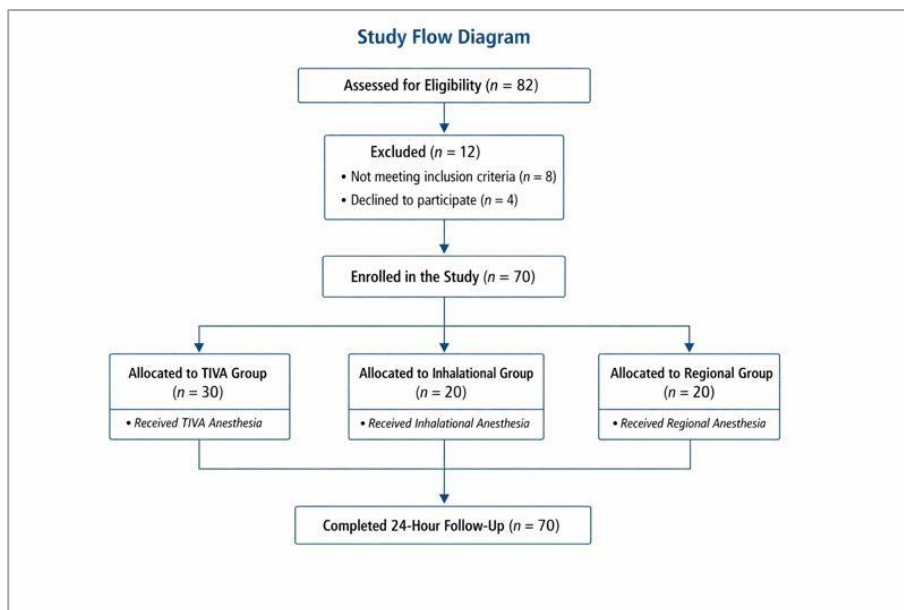 Study Flow Diagram
Assessed for Eligibility (n = 82)
Excluded (n = 12)
• Not meeting inclusion criteria (n = 8)
• Declined to participate (n = 4)
Enrolled in the Study (n = 70)
Allocated to TIVA Group
(n = 30)
• Received TIVA Anesthesia
Allocated to Inhalational Group
(n = 20)
• Received Inhalational Anesthesia
Allocated to Regional Group
(n = 20)
• Received Regional Anesthesia
Completed 24-Hour Follow-Up (n = 70)